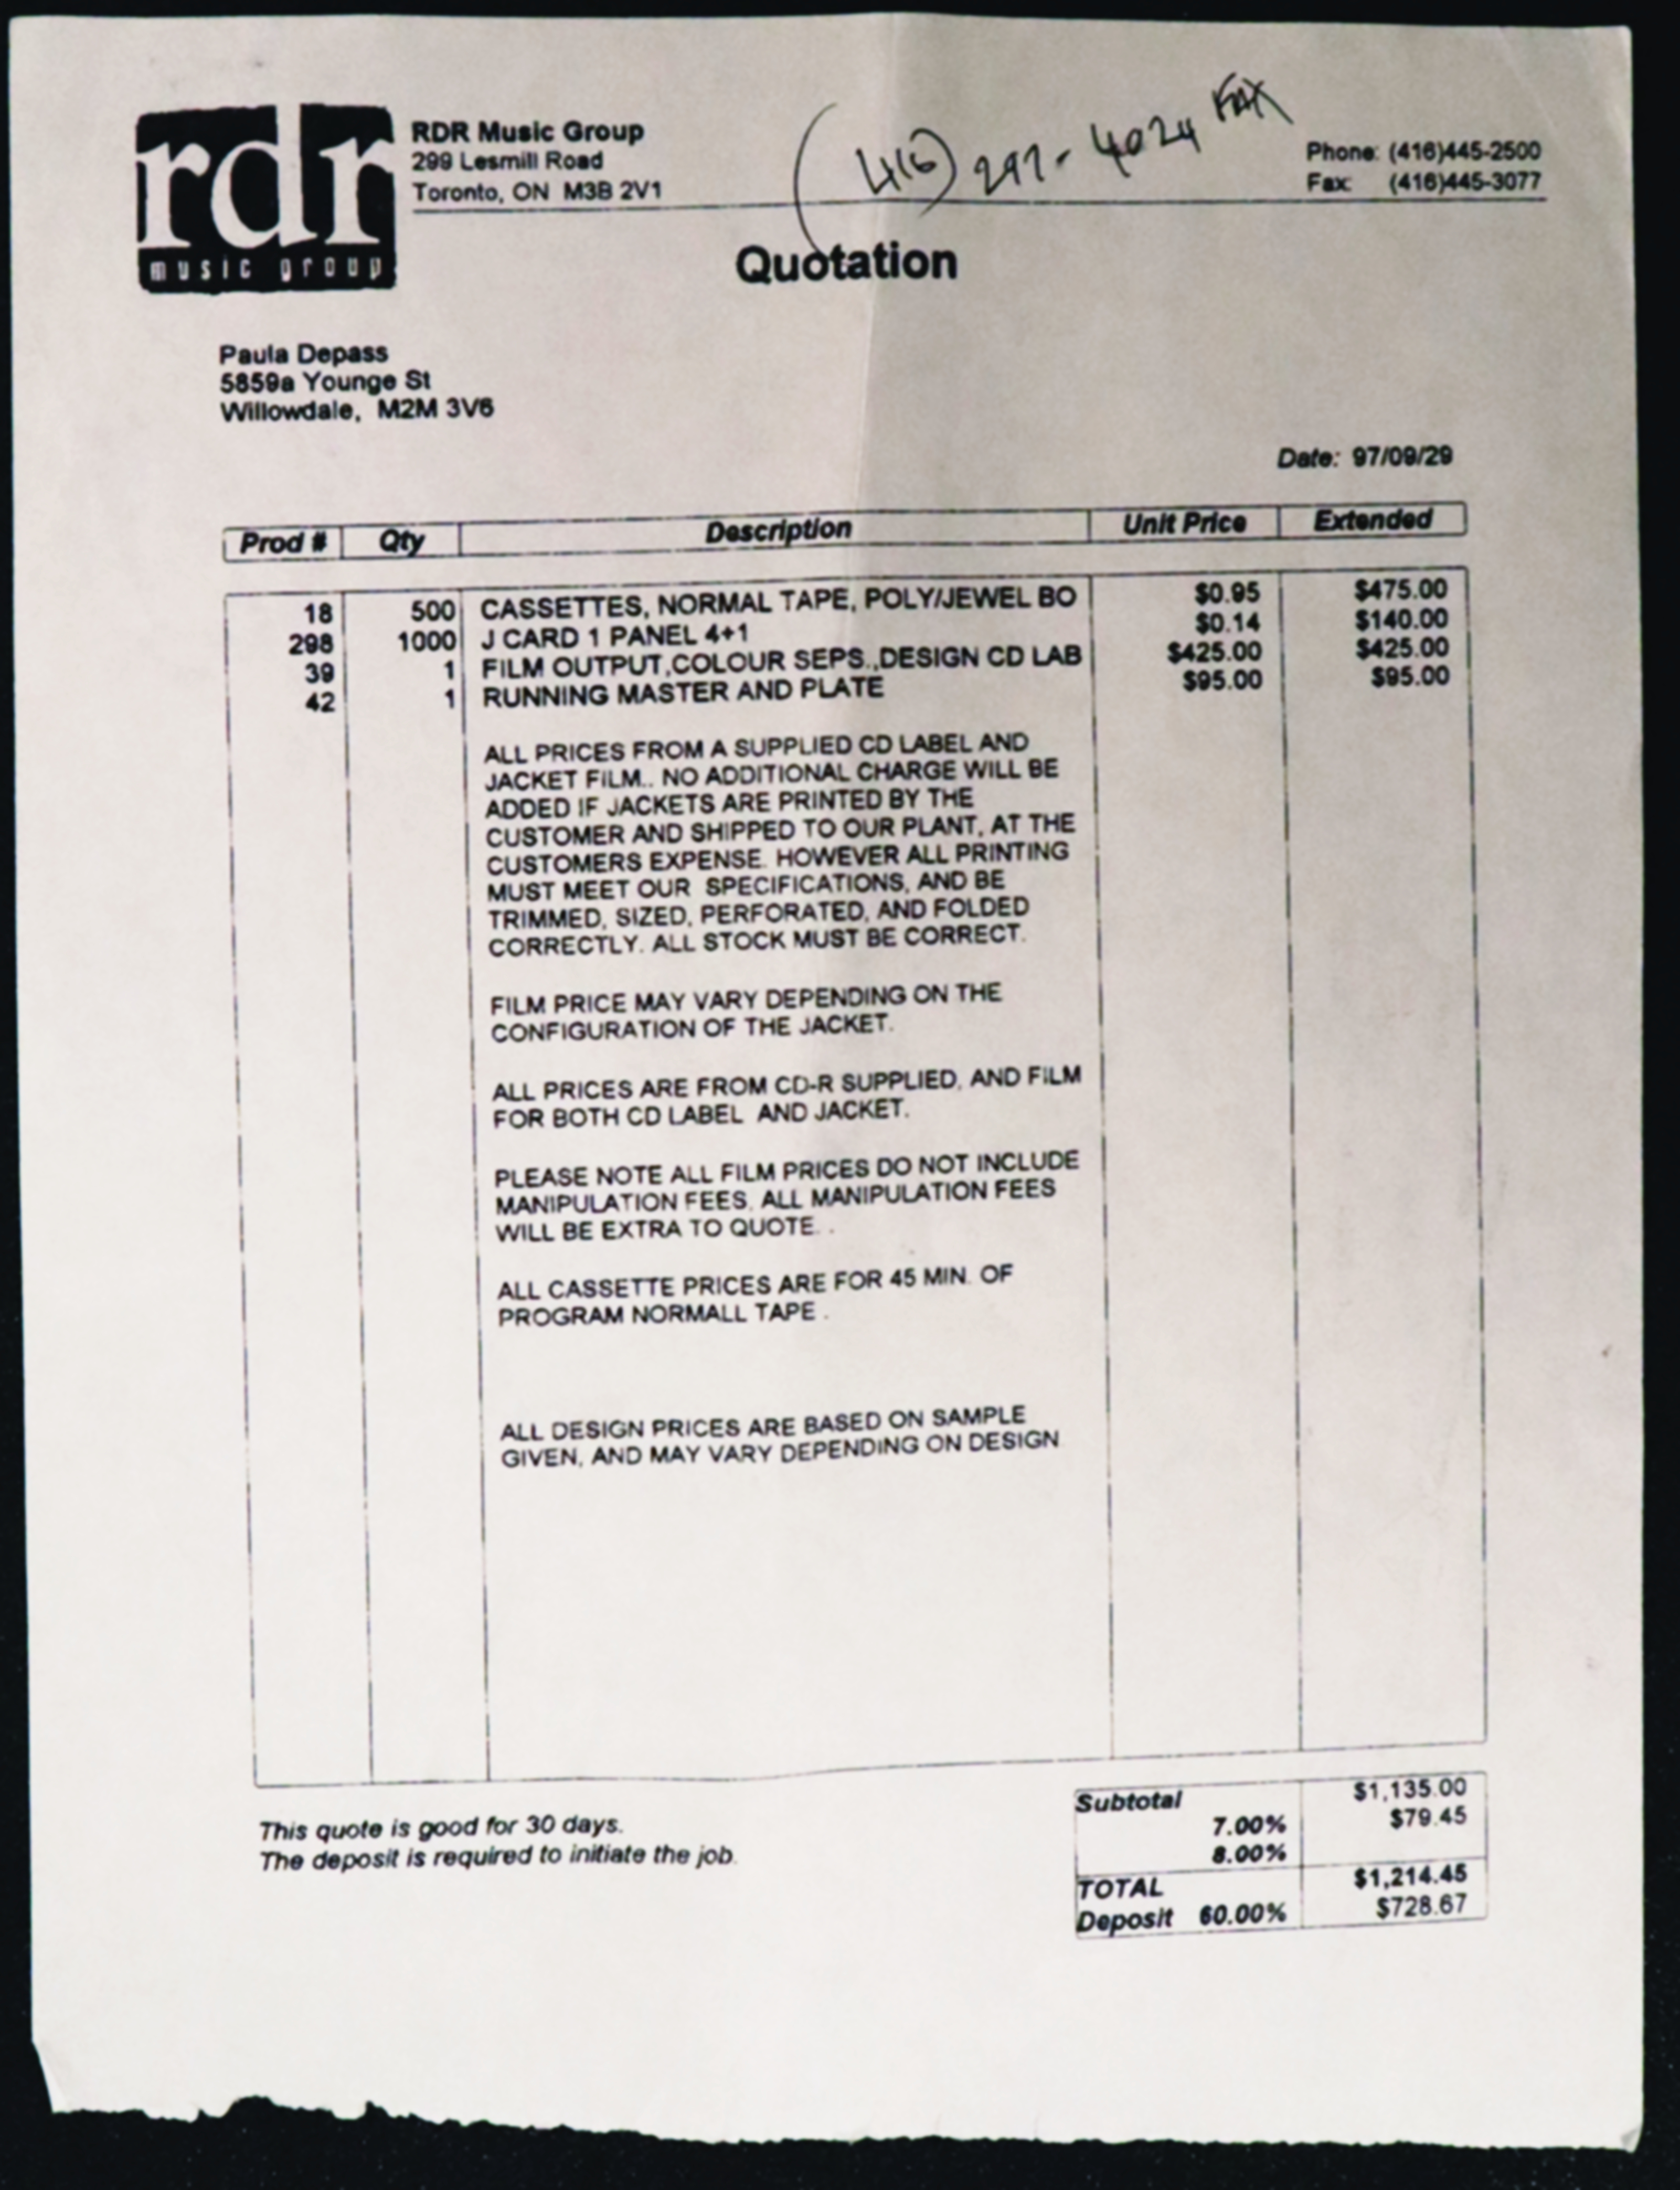 rdr
music group
RDR Music Group
299 Lesmill Road
Toronto, ON M3B 2V1
(416) 297-4024 FAX
Phone: (416)445-2500
Fax: (416)445-3077
Quotation
Paula Depass
5859a Younge St
Willowdale, M2M 3V6
Date: 97/09/29
Prod # Qty Description Unit Price Extended
18 500 CASSETTES, NORMAL TAPE, POLY/JEWEL BO $0.95 $475.00
298 1000 J CARD 1 PANEL 4+1 $0.14 $140.00
39 1 FILM OUTPUT,COLOUR SEPS.,DESIGN CD LAB $425.00 $425.00
42 1 RUNNING MASTER AND PLATE $95.00 $95.00
ALL PRICES FROM A SUPPLIED CD LABEL AND
JACKET FILM.. NO ADDITIONAL CHARGE WILL BE
ADDED IF JACKETS ARE PRINTED BY THE
CUSTOMER AND SHIPPED TO OUR PLANT, AT THE
CUSTOMERS EXPENSE. HOWEVER ALL PRINTING
MUST MEET OUR SPECIFICATIONS, AND BE
TRIMMED, SIZED, PERFORATED, AND FOLDED
CORRECTLY. ALL STOCK MUST BE CORRECT.
FILM PRICE MAY VARY DEPENDING ON THE
CONFIGURATION OF THE JACKET.
ALL PRICES ARE FROM CD-R SUPPLIED, AND FILM
FOR BOTH CD LABEL AND JACKET.
PLEASE NOTE ALL FILM PRICES DO NOT INCLUDE
MANIPULATION FEES. ALL MANIPULATION FEES
WILL BE EXTRA TO QUOTE. .
ALL CASSETTE PRICES ARE FOR 45 MIN. OF
PROGRAM NORMALL TAPE .
ALL DESIGN PRICES ARE BASED ON SAMPLE
GIVEN, AND MAY VARY DEPENDING ON DESIGN
This quote is good for 30 days.
The deposit is required to initiate the job.
Subtotal $1,135.00
7.00% $79.45
8.00%
TOTAL $1,214.45
Deposit 60.00% $728.67